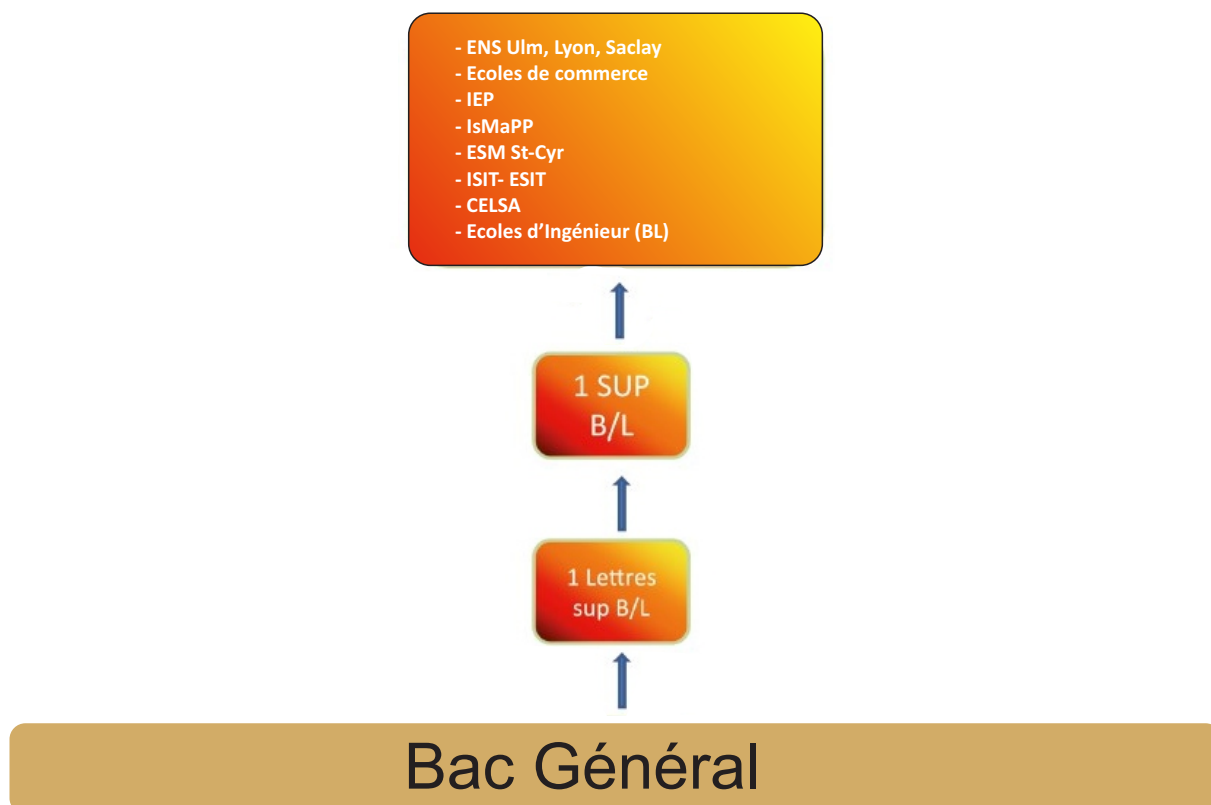 - ENS Ulm, Lyon, Saclay
- Ecoles de commerce
- IEP
- IsMaPP
- ESM St-Cyr
- ISIT- ESIT
- CELSA
- Ecoles d’Ingénieur (BL)
1 SUP
B/L
1 Lettres
sup B/L
Bac Général